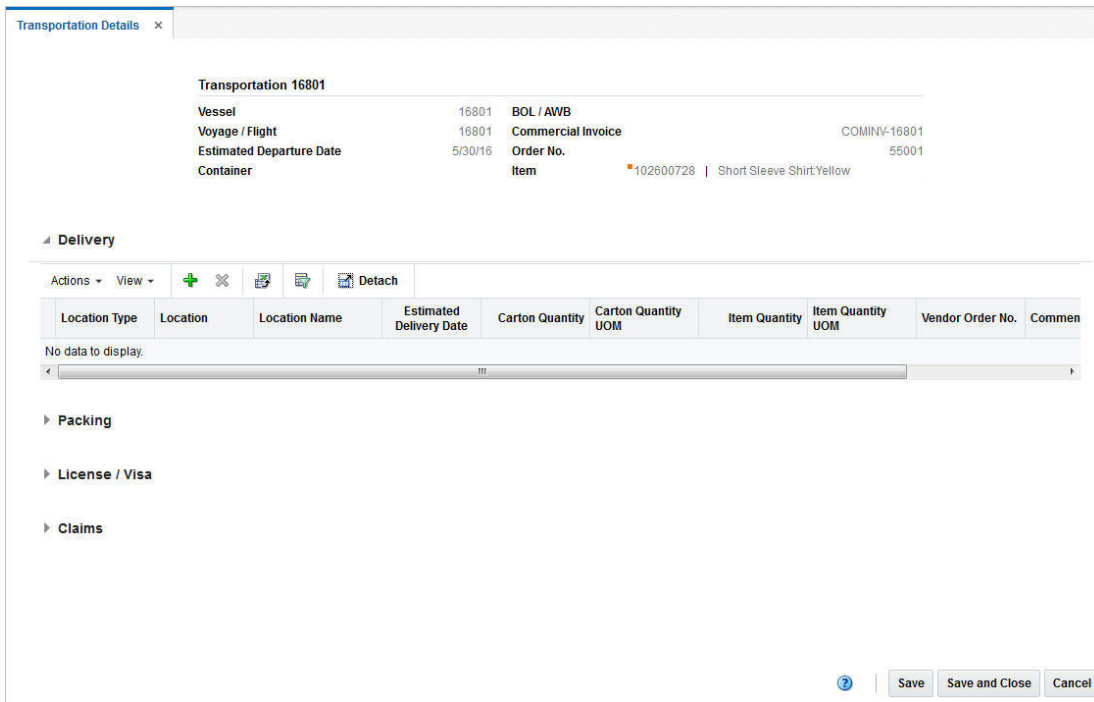 Transportation Details ×
Transportation 16801
Vessel 16801 BOL / AWB
Voyage / Flight 16801 Commercial Invoice COMINV-16801
Estimated Departure Date 5/30/16 Order No. 55001
Container Item 102600728 | Short Sleeve Shirt:Yellow
Delivery
Actions View Detach
Location Type Location Location Name Estimated Delivery Date Carton Quantity Carton Quantity UOM Item Quantity Item Quantity UOM Vendor Order No. Commen
No data to display.
Packing
License / Visa
Claims
? Save Save and Close Cancel